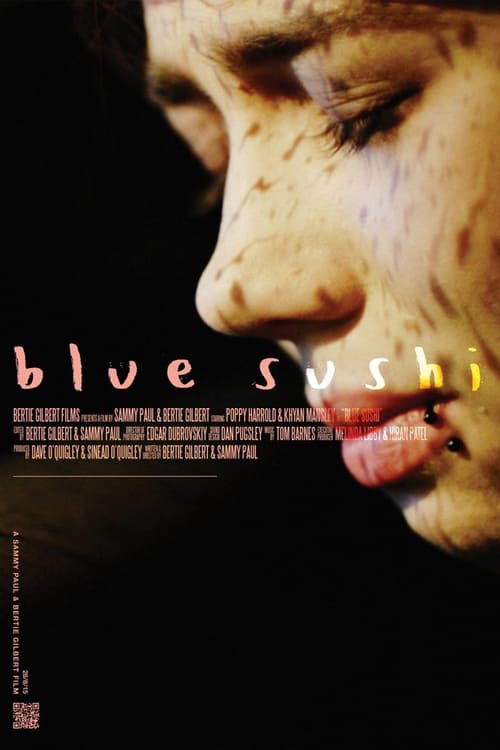 blue sushi
BERTIE GILBERT FILMS PRESENTS A FILM BY SAMMY PAUL & BERTIE GILBERT STARRING POPPY HARROLD & KHYAN MANSLEY "BLUE SUSHI"
EDITED BY BERTIE GILBERT & SAMMY PAUL DIRECTOR OF PHOTOGRAPHY EDGAR DUBROVSKIY SOUND DESIGN DAN PUGSLEY MUSIC BY TOM BARNES EXECUTIVE PRODUCER MELINDA LIBBY & HIRAN PATEL
PRODUCED BY DAVE O'QUIGLEY & SINEAD O'QUIGLEY WRITTEN & DIRECTED BY BERTIE GILBERT & SAMMY PAUL
A SAMMY PAUL & BERTIE GILBERT FILM
28/8/15